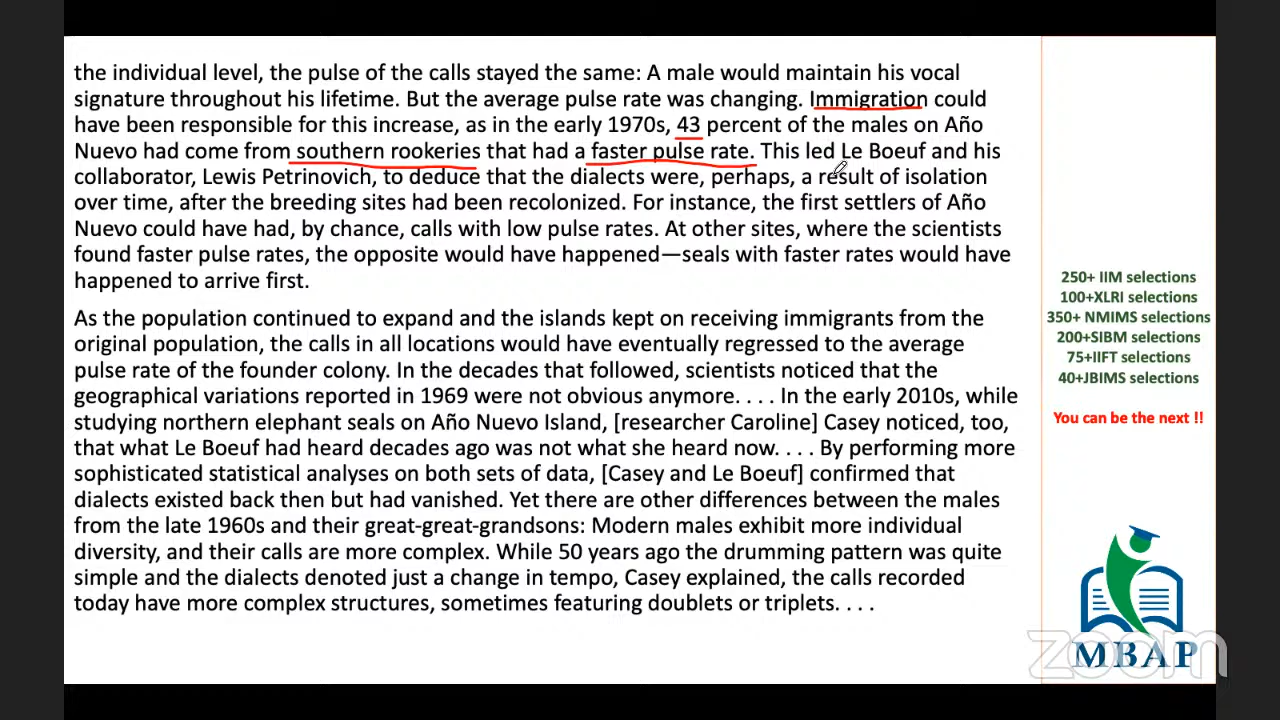 the individual level, the pulse of the calls stayed the same: A male would maintain his vocal
signature throughout his lifetime. But the average pulse rate was changing. Immigration could
have been responsible for this increase, as in the early 1970s, 43 percent of the males on Año
Nuevo had come from southern rookeries that had a faster pulse rate. This led Le Boeuf and his
collaborator, Lewis Petrinovich, to deduce that the dialects were, perhaps, a result of isolation
over time, after the breeding sites had been recolonized. For instance, the first settlers of Año
Nuevo could have had, by chance, calls with low pulse rates. At other sites, where the scientists
found faster pulse rates, the opposite would have happened—seals with faster rates would have
happened to arrive first.
As the population continued to expand and the islands kept on receiving immigrants from the
original population, the calls in all locations would have eventually regressed to the average
pulse rate of the founder colony. In the decades that followed, scientists noticed that the
geographical variations reported in 1969 were not obvious anymore. . . . In the early 2010s, while
studying northern elephant seals on Año Nuevo Island, [researcher Caroline] Casey noticed, too,
that what Le Boeuf had heard decades ago was not what she heard now. . . . By performing more
sophisticated statistical analyses on both sets of data, [Casey and Le Boeuf] confirmed that
dialects existed back then but had vanished. Yet there are other differences between the males
from the late 1960s and their great-great-grandsons: Modern males exhibit more individual
diversity, and their calls are more complex. While 50 years ago the drumming pattern was quite
simple and the dialects denoted just a change in tempo, Casey explained, the calls recorded
today have more complex structures, sometimes featuring doublets or triplets. . . .
250+ IIM selections
100+XLRI selections
350+ NMIMS selections
200+SIBM selections
75+IIFT selections
40+JBIMS selections
You can be the next !!
zoom
MBAP